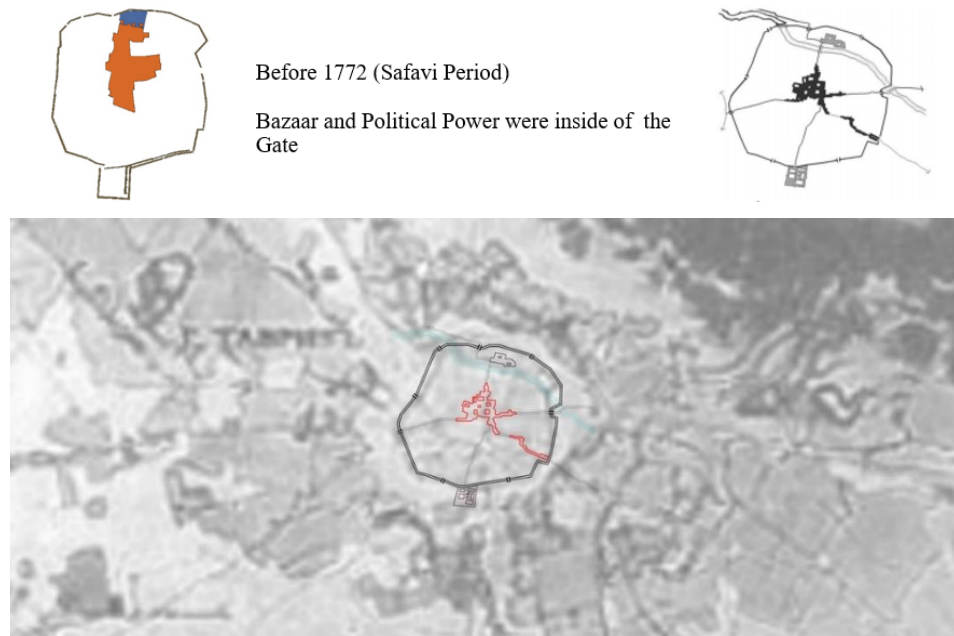 Before 1772 (Safavi Period)
Bazaar and Political Power were inside of the
Gate